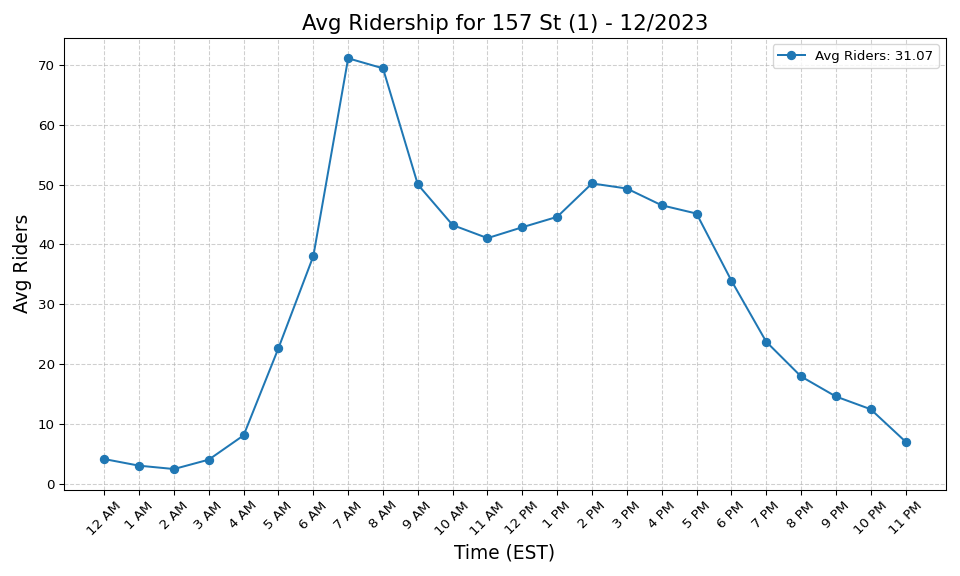 Avg Ridership for 157 St (1) - 12/2023
Avg Riders: 31.07
Avg Riders
70
60
50
40
30
20
10
0
12 AM
1 AM
2 AM
3 AM
4 AM
5 AM
6 AM
7 AM
8 AM
9 AM
10 AM
11 AM
12 PM
1 PM
2 PM
3 PM
4 PM
5 PM
6 PM
7 PM
8 PM
9 PM
10 PM
11 PM
Time (EST)